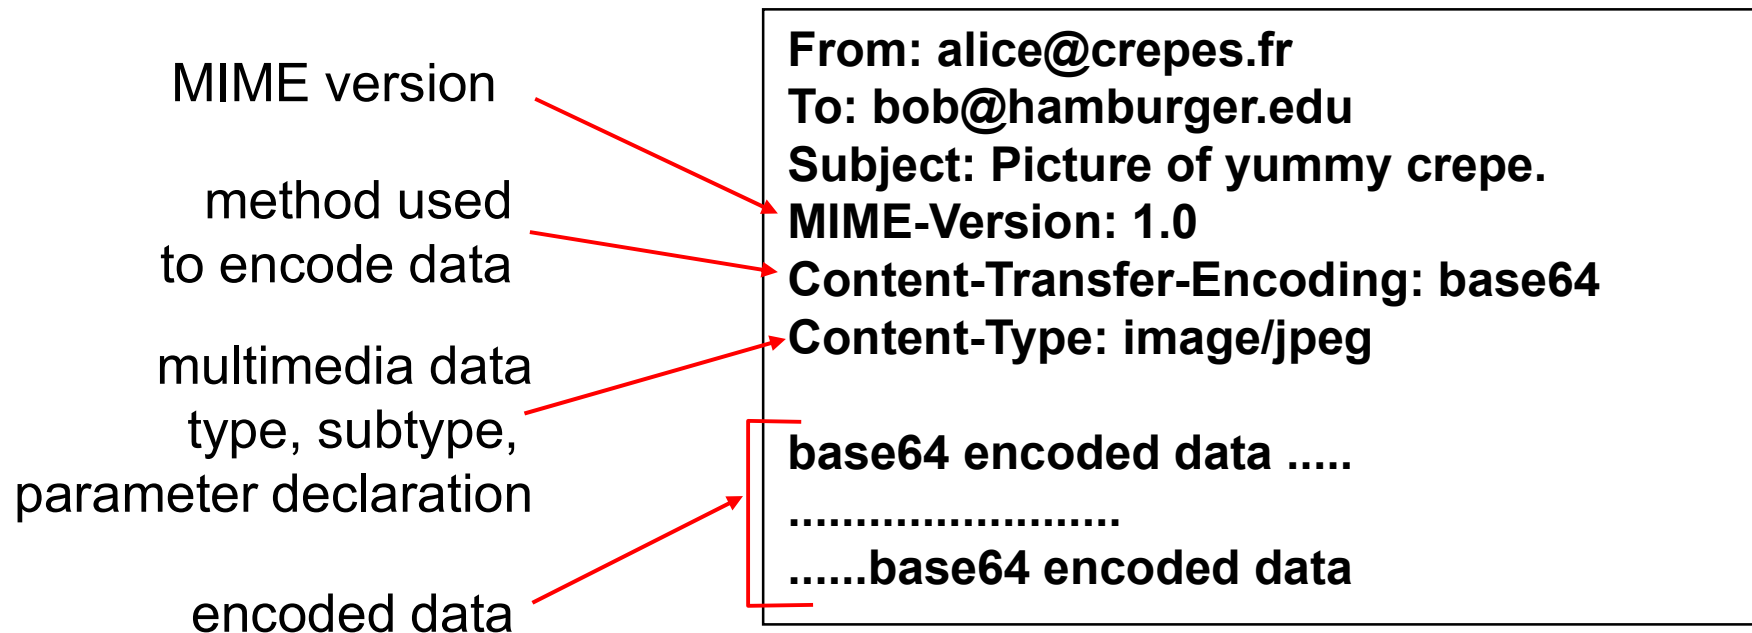 MIME version
method used
to encode data
multimedia data
type, subtype,
parameter declaration
encoded data
From: alice@crepes.fr
To: bob@hamburger.edu
Subject: Picture of yummy crepe.
MIME-Version: 1.0
Content-Transfer-Encoding: base64
Content-Type: image/jpeg
base64 encoded data .....
.........................
......base64 encoded data